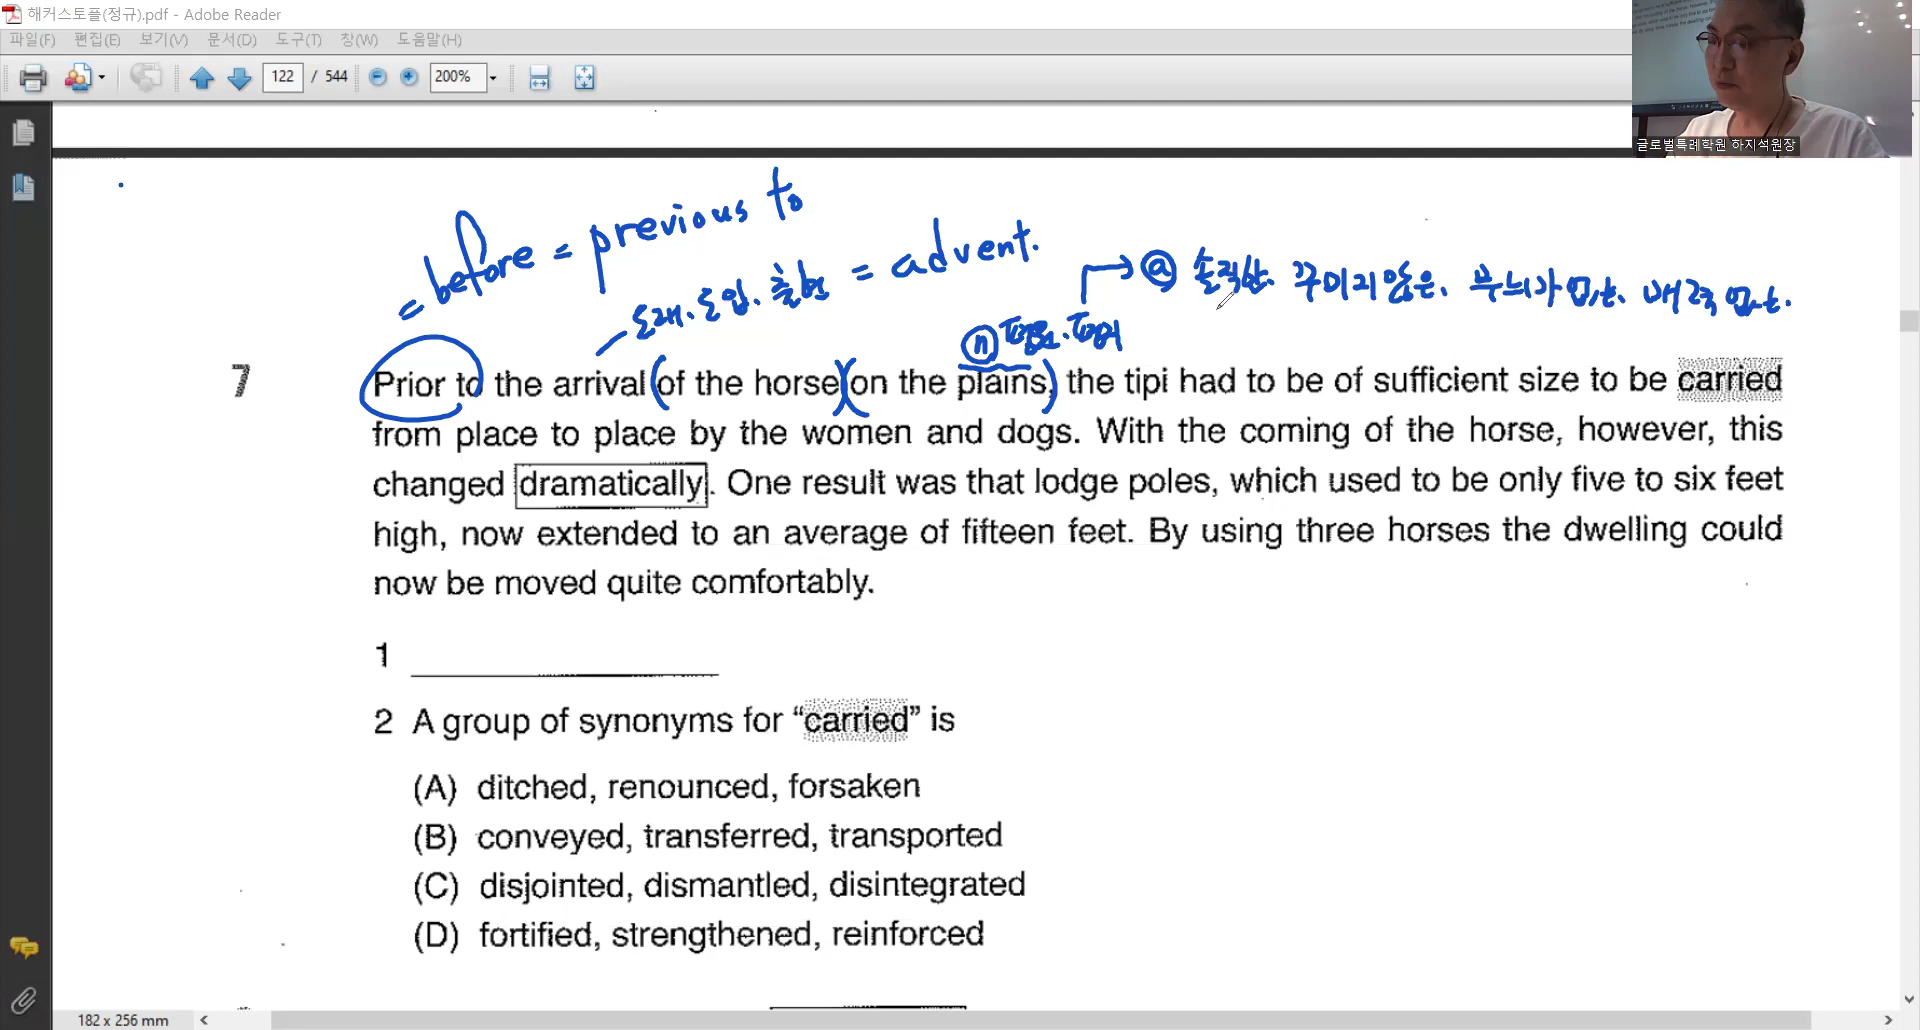 해커스토플(정규).pdf - Adobe Reader
파일(F) 편집(E) 보기(V) 문서(D) 도구(T) 창(W) 도움말(H)
122 / 544 200%
글로벌특례학원 하지석원장
= before = previous to
도래. 도입. 출현 = advent.
ⓐ 솔직한. 꾸미지 않은. 무늬가 없는.
ⓝ 평원. 평야
7 Prior to the arrival (of the horse)(on the plains), the tipi had to be of sufficient size to be carried
from place to place by the women and dogs. With the coming of the horse, however, this
changed dramatically. One result was that lodge poles, which used to be only five to six feet
high, now extended to an average of fifteen feet. By using three horses the dwelling could
now be moved quite comfortably.
1
2 A group of synonyms for “carried” is
(A) ditched, renounced, forsaken
(B) conveyed, transferred, transported
(C) disjointed, dismantled, disintegrated
(D) fortified, strengthened, reinforced
182 x 256 mm